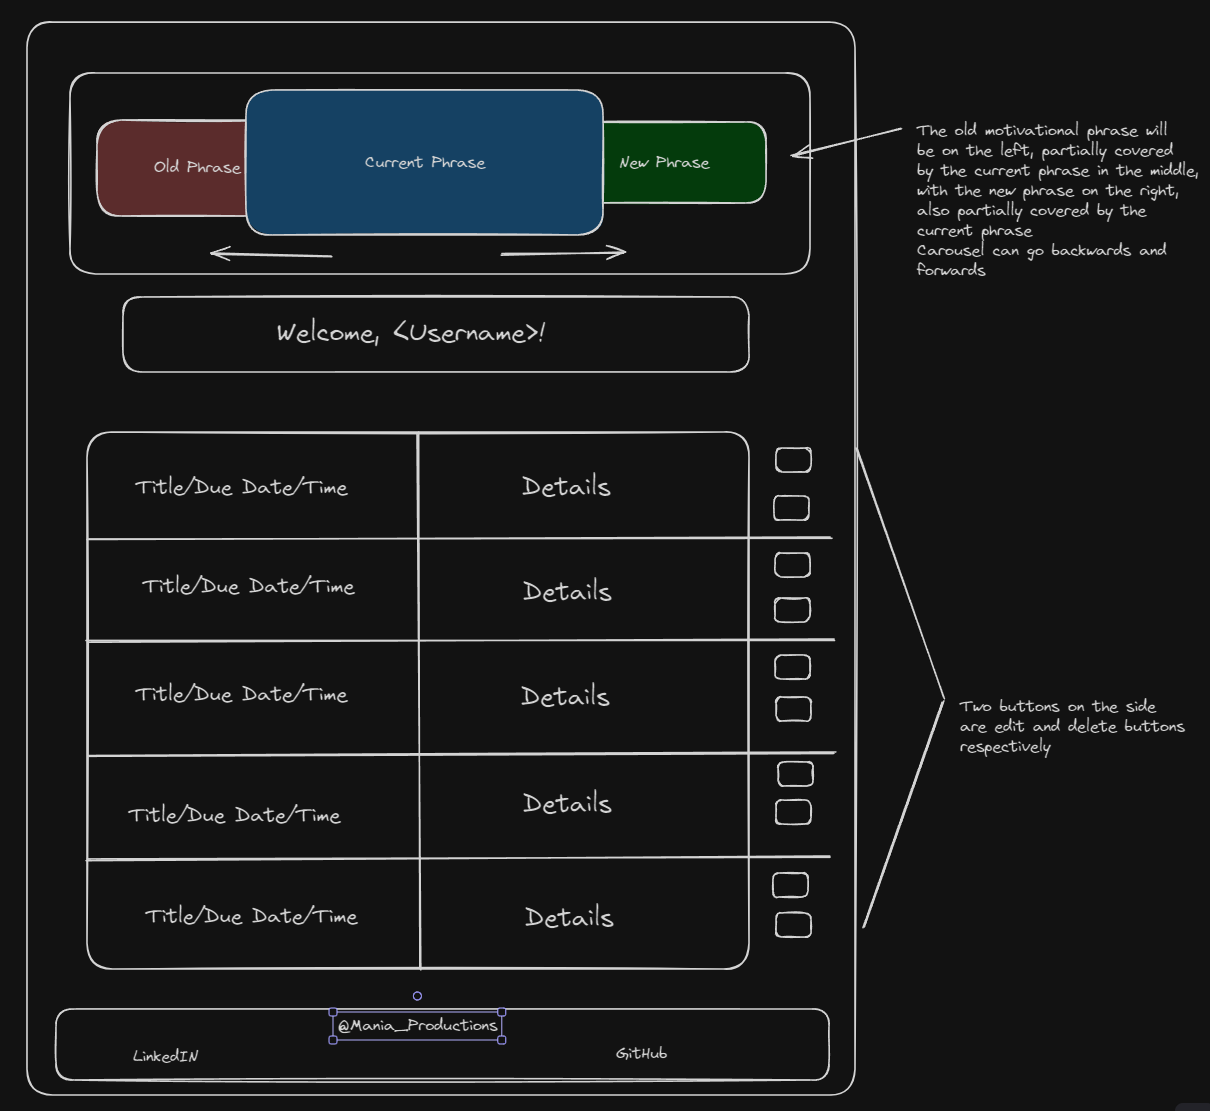 Old Phrase
Current Phrase
New Phrase
The old motivational phrase will
be on the left, partially covered
by the current phrase in the middle,
with the new phrase on the right,
also partially covered by the
current phrase
Carousel can go backwards and
forwards
Welcome, <Username>!
Title/Due Date/Time
Details
Title/Due Date/Time
Details
Title/Due Date/Time
Details
Two buttons on the side
are edit and delete buttons
respectively
Title/Due Date/Time
Details
Title/Due Date/Time
Details
@Mania_Productions
LinkedIN
GitHub